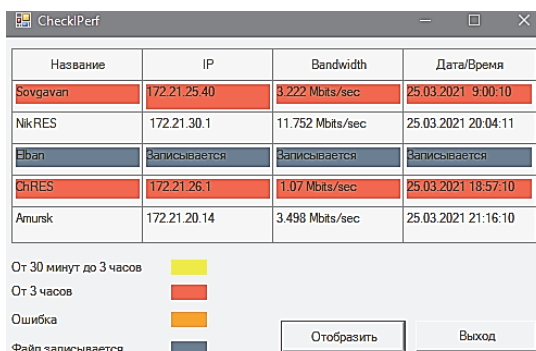 CheckIPerf
Название IP Bandwidth Дата/Время
Sovgavan 172.21.25.40 3.222 Mbits/sec 25.03.2021 9:00:10
NikRES 172.21.30.1 11.752 Mbits/sec 25.03.2021 20:04:11
Elban Записывается Записывается Записывается
ChRES 172.21.26.1 1.07 Mbits/sec 25.03.2021 18:57:10
Amursk 172.21.20.14 3.498 Mbits/sec 25.03.2021 21:16:10
От 30 минут до 3 часов
От 3 часов
Ошибка
Файл записывается
Отобразить Выход